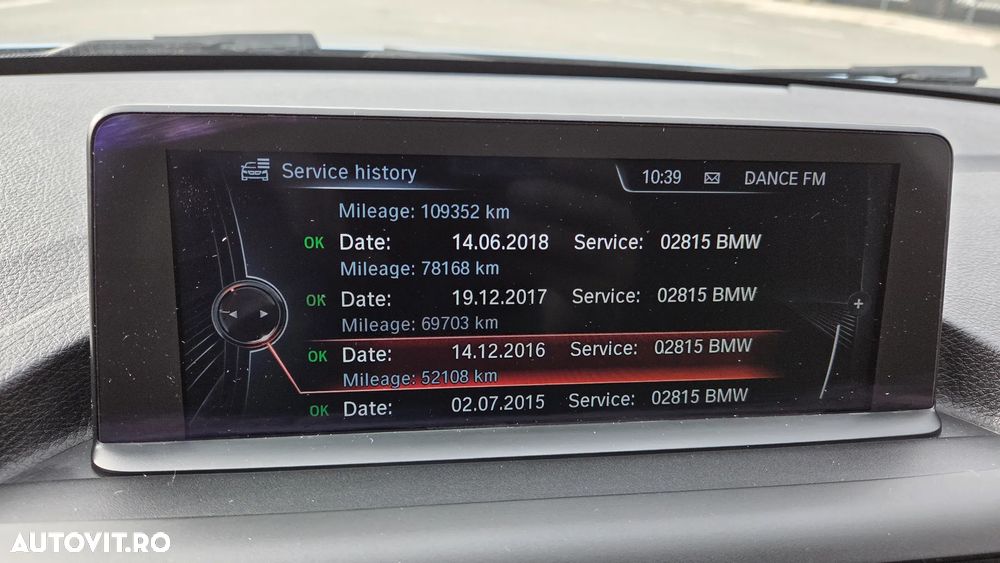 Service history 10:39 DANCE FM
Mileage: 109352 km
OK Date: 14.06.2018 Service: 02815 BMW
Mileage: 78168 km
OK Date: 19.12.2017 Service: 02815 BMW
Mileage: 69703 km
OK Date: 14.12.2016 Service: 02815 BMW
Mileage: 52108 km
OK Date: 02.07.2015 Service: 02815 BMW
AUTOVIT.RO